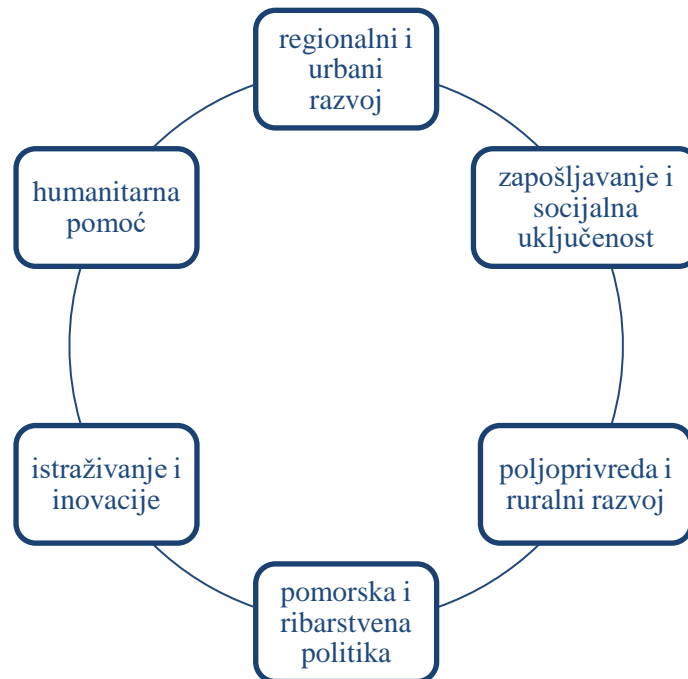 regionalni i
urbani
razvoj
zapošljavanje i
socijalna
uključenost
poljoprivreda i
ruralni razvoj
pomorska i
ribarstvena
politika
istraživanje i
inovacije
humanitarna
pomoć